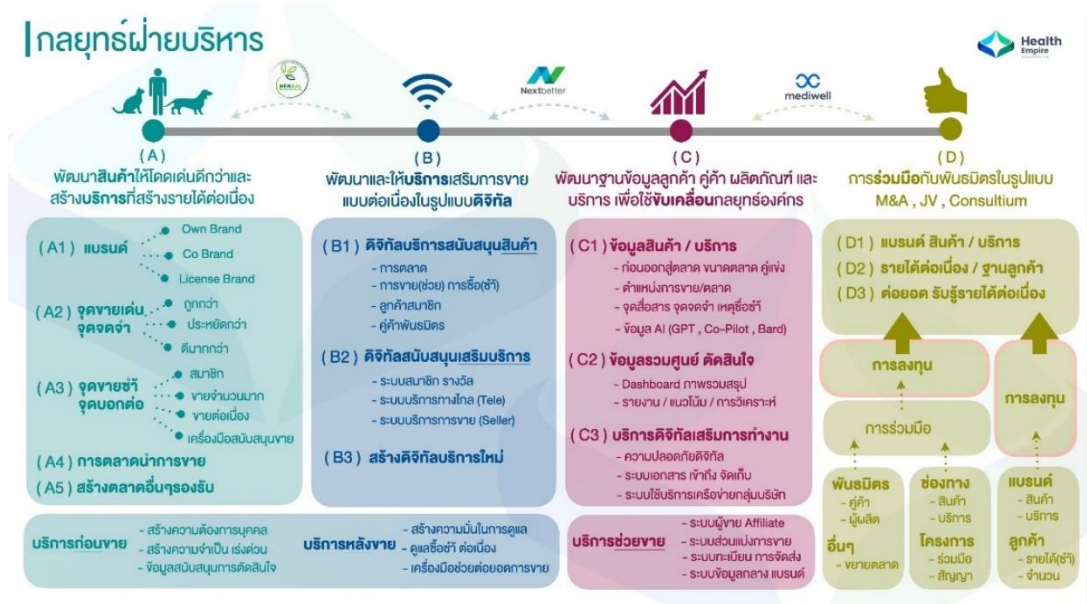 กลยุทธ์ฝ่ายบริหาร
Health
Empire
HERBAL
Nextbetter
mediwell
(A)
พัฒนาสินค้าให้โดดเด่นดีกว่าและ
สร้างบริการที่สร้างรายได้ต่อเนื่อง
(A1) แบรนด์
Own Brand
Co Brand
License Brand
(A2) จุดขายเด่น
จุดจดจำ
ถูกกว่า
ประหยัดกว่า
ดีมากกว่า
(A3) จุดขายซ้ำ
จุดบอกต่อ
สมาชิก
ขายจำนวนมาก
ขายต่อเนื่อง
เครื่องมือสนับสนุนขาย
(A4) การตลาดนำการขาย
(A5) สร้างตลาดอื่นๆรองรับ
(B)
พัฒนาและให้บริการเสริมการขาย
แบบต่อเนื่องในรูปแบบดิจิทัล
(B1) ดิจิทัลบริการสนับสนุนสินค้า
- การตลาด
- การขาย(ช่วย) การซื้อ(ซ้ำ)
- ลูกค้าสมาชิก
- คู่ค้าพันธมิตร
(B2) ดิจิทัลสนับสนุนเสริมบริการ
- ระบบสมาชิก รางวัล
- ระบบบริการทางไกล (Tele)
- ระบบบริการการขาย (Seller)
(B3) สร้างดิจิทัลบริการใหม่
(C)
พัฒนาฐานข้อมูลลูกค้า คู่ค้า ผลิตภัณฑ์ และ
บริการ เพื่อใช้ขับเคลื่อนกลยุทธ์องค์กร
(C1) ข้อมูลสินค้า / บริการ
- ก่อนออกสู่ตลาด ขนาดตลาด คู่แข่ง
- ตำแหน่งการขาย/ตลาด
- จุดสื่อสาร จุดจดจำ เหตุซื้อซ้ำ
- ข้อมูล AI (GPT , Co-Pilot , Bard)
(C2) ข้อมูลรวมศูนย์ ตัดสินใจ
- Dashboard ภาพรวมสรุป
- รายงาน / แนวโน้ม / การวิเคราะห์
(C3) บริการดิจิทัลเสริมการทำงาน
- ความปลอดภัยดิจิทัล
- ระบบเอกสาร เข้าถึง จัดเก็บ
- ระบบใช้บริการเครือข่ายกลุ่มบริษัท
(D)
การร่วมมือกับพันธมิตรในรูปแบบ
M&A , JV , Consultium
(D1) แบรนด์ สินค้า / บริการ
(D2) รายได้ต่อเนื่อง / ฐานลูกค้า
(D3) ต่อยอด รับรู้รายได้ต่อเนื่อง
การลงทุน
การร่วมมือ
การลงทุน
พันธมิตร
- คู่ค้า
- ผู้ผลิต
อื่นๆ
- ขยายตลาด
ช่องทาง
- สินค้า
- บริการ
โครงการ
- ร่วมมือ
- สัญญา
แบรนด์
- สินค้า
- บริการ
ลูกค้า
- รายได้(ซ้ำ)
- จำนวน
บริการก่อนขาย
- สร้างความต้องการบุคคล
- สร้างความจำเป็น เร่งด่วน
- ข้อมูลสนับสนุนการตัดสินใจ
บริการหลังขาย
- สร้างความมั่นในการดูแล
- ดูแลซื้อซ้ำ ต่อเนื่อง
- เครื่องมือช่วยต่อยอดการขาย
บริการช่วยขาย
- ระบบผู้ขาย Affiliate
- ระบบส่วนแบ่งการขาย
- ระบบทะเบียน การจัดส่ง
- ระบบข้อมูลกลาง แบรนด์